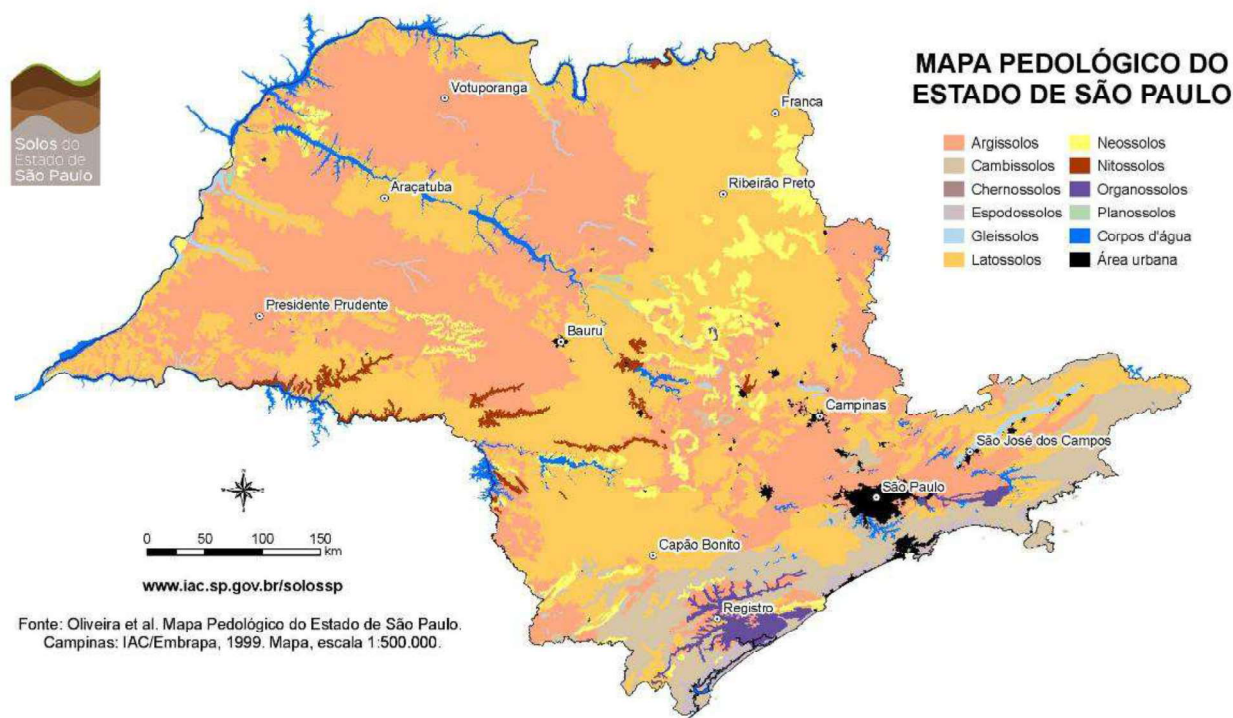 MAPA PEDOLÓGICO DO
ESTADO DE SÃO PAULO
Solos do
Estado de
São Paulo
Argissolos
Cambissolos
Chernossolos
Espodossolos
Gleissolos
Latossolos
Neossolos
Nitossolos
Organossolos
Planossolos
Corpos d'água
Área urbana
Votuporanga
Franca
Araçatuba
Ribeirão Preto
Presidente Prudente
Bauru
Campinas
São José dos Campos
São Paulo
Capão Bonito
Registro
0 50 100 150
km
www.iac.sp.gov.br/solossp
Fonte: Oliveira et al. Mapa Pedológico do Estado de São Paulo.
Campinas: IAC/Embrapa, 1999. Mapa, escala 1:500.000.